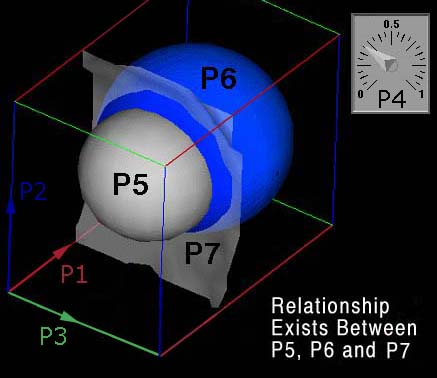 0.5
0 1
P4
P6
P5
P2
P7
P1
P3
Relationship
Exists Between
P5, P6 and P7